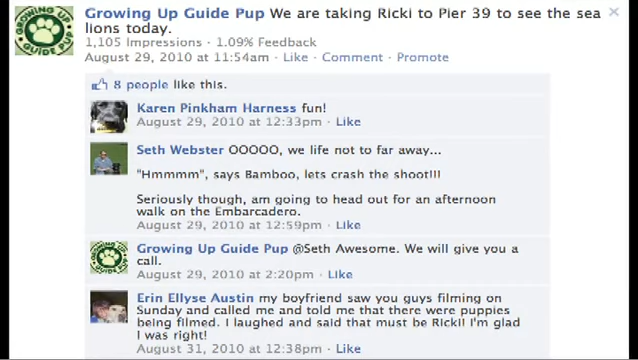 Growing Up Guide Pup We are taking Ricki to Pier 39 to see the sea
lions today.
1,105 Impressions · 1.09% Feedback
August 29, 2010 at 11:54am · Like · Comment · Promote
8 people like this.
Karen Pinkham Harness fun!
August 29, 2010 at 12:33pm · Like
Seth Webster OOOOO, we life not to far away...
"Hmmmm", says Bamboo, lets crash the shoot!!!
Seriously though, am going to head out for an afternoon
walk on the Embarcadero.
August 29, 2010 at 12:59pm · Like
Growing Up Guide Pup @Seth Awesome. We will give you a
call.
August 29, 2010 at 2:20pm · Like
Erin Ellyse Austin my boyfriend saw you guys filming on
Sunday and called me and told me that there were puppies
being filmed. I laughed and said that must be Ricki! I'm glad
I was right!
August 31, 2010 at 12:38pm · Like
GROWING UP
GUIDE PUP